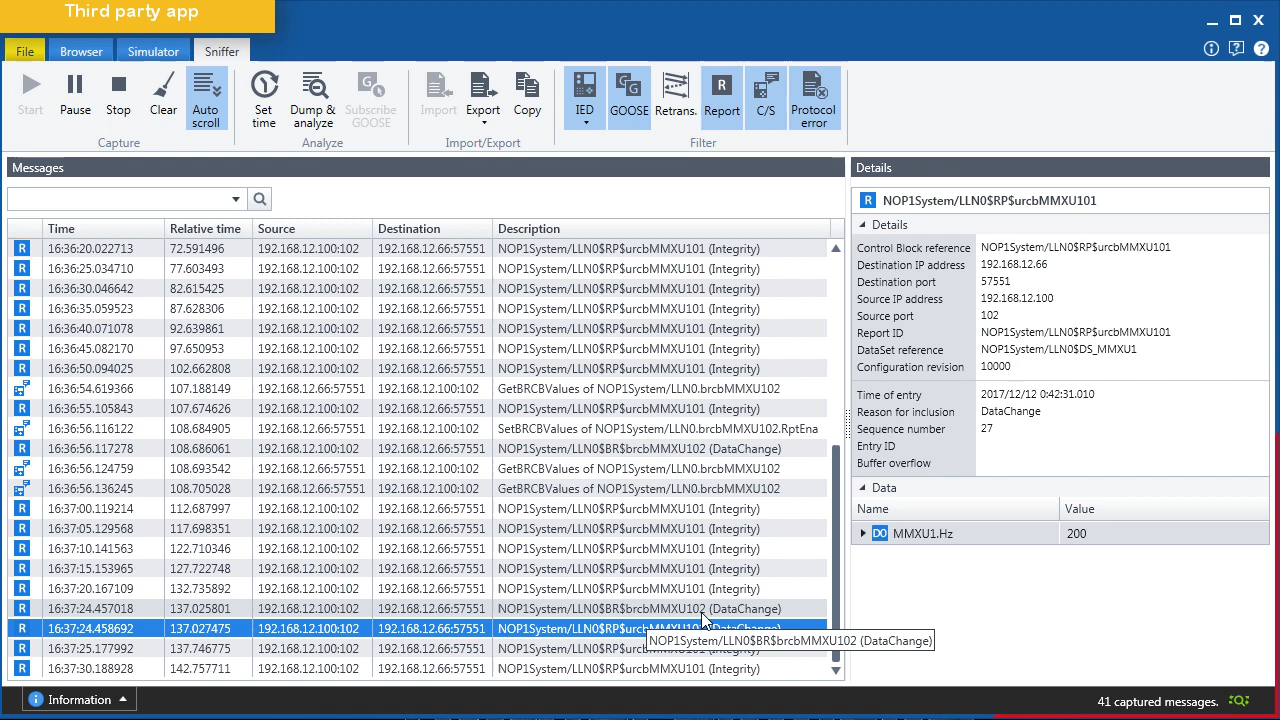 Third party app
File Browser Simulator Sniffer
Start Pause Stop Clear Auto scroll Set time Dump & analyze Subscribe GOOSE Import Export Copy IED GOOSE Retrans. Report C/S Protocol error
Capture Analyze Import/Export Filter
Messages
Time Relative time Source Destination Description
16:36:20.022713 72.591496 192.168.12.100:102 192.168.12.66:57551 NOP1System/LLN0$RP$urcbMMXU101 (Integrity)
16:36:25.034710 77.603493 192.168.12.100:102 192.168.12.66:57551 NOP1System/LLN0$RP$urcbMMXU101 (Integrity)
16:36:30.046642 82.615425 192.168.12.100:102 192.168.12.66:57551 NOP1System/LLN0$RP$urcbMMXU101 (Integrity)
16:36:35.059523 87.628306 192.168.12.100:102 192.168.12.66:57551 NOP1System/LLN0$RP$urcbMMXU101 (Integrity)
16:36:40.071078 92.639861 192.168.12.100:102 192.168.12.66:57551 NOP1System/LLN0$RP$urcbMMXU101 (Integrity)
16:36:45.082170 97.650953 192.168.12.100:102 192.168.12.66:57551 NOP1System/LLN0$RP$urcbMMXU101 (Integrity)
16:36:50.094025 102.662808 192.168.12.100:102 192.168.12.66:57551 NOP1System/LLN0$RP$urcbMMXU101 (Integrity)
16:36:54.619366 107.188149 192.168.12.66:57551 192.168.12.100:102 GetBRCBValues of NOP1System/LLN0.brcbMMXU102
16:36:55.105843 107.674626 192.168.12.100:102 192.168.12.66:57551 NOP1System/LLN0$RP$urcbMMXU101 (Integrity)
16:36:56.116122 108.684905 192.168.12.66:57551 192.168.12.100:102 SetBRCBValues of NOP1System/LLN0.brcbMMXU102.RptEna
16:36:56.117278 108.686061 192.168.12.100:102 192.168.12.66:57551 NOP1System/LLN0$BR$brcbMMXU102 (DataChange)
16:36:56.124759 108.693542 192.168.12.66:57551 192.168.12.100:102 GetBRCBValues of NOP1System/LLN0.brcbMMXU102
16:36:56.136245 108.705028 192.168.12.66:57551 192.168.12.100:102 GetBRCBValues of NOP1System/LLN0.brcbMMXU102
16:37:00.119214 112.687997 192.168.12.100:102 192.168.12.66:57551 NOP1System/LLN0$RP$urcbMMXU101 (Integrity)
16:37:05.129568 117.698351 192.168.12.100:102 192.168.12.66:57551 NOP1System/LLN0$RP$urcbMMXU101 (Integrity)
16:37:10.141563 122.710346 192.168.12.100:102 192.168.12.66:57551 NOP1System/LLN0$RP$urcbMMXU101 (Integrity)
16:37:15.153965 127.722748 192.168.12.100:102 192.168.12.66:57551 NOP1System/LLN0$RP$urcbMMXU101 (Integrity)
16:37:20.167109 132.735892 192.168.12.100:102 192.168.12.66:57551 NOP1System/LLN0$RP$urcbMMXU101 (Integrity)
16:37:24.457018 137.025801 192.168.12.100:102 192.168.12.66:57551 NOP1System/LLN0$BR$brcbMMXU102 (DataChange)
16:37:24.458692 137.027475 192.168.12.100:102 192.168.12.66:57551 NOP1System/LLN0$RP$urcbMMXU101 (DataChange)
NOP1System/LLN0$BR$brcbMMXU102 (DataChange)
16:37:25.177992 137.746775 192.168.12.100:102 192.168.12.66:57551 NOP1System/LLN0$RP$urcbMMXU101 (Integrity)
16:37:30.188928 142.757711 192.168.12.100:102 192.168.12.66:57551 NOP1System/LLN0$RP$urcbMMXU101 (Integrity)
Details
R NOP1System/LLN0$RP$urcbMMXU101
Details
Control Block reference NOP1System/LLN0$RP$urcbMMXU101
Destination IP address 192.168.12.66
Destination port 57551
Source IP address 192.168.12.100
Source port 102
Report ID NOP1System/LLN0$RP$urcbMMXU101
DataSet reference NOP1System/LLN0$DS_MMXU1
Configuration revision 10000
Time of entry 2017/12/12 0:42:31.010
Reason for inclusion DataChange
Sequence number 27
Entry ID
Buffer overflow
Data
Name Value
DO MMXU1.Hz 200
Information
41 captured messages.